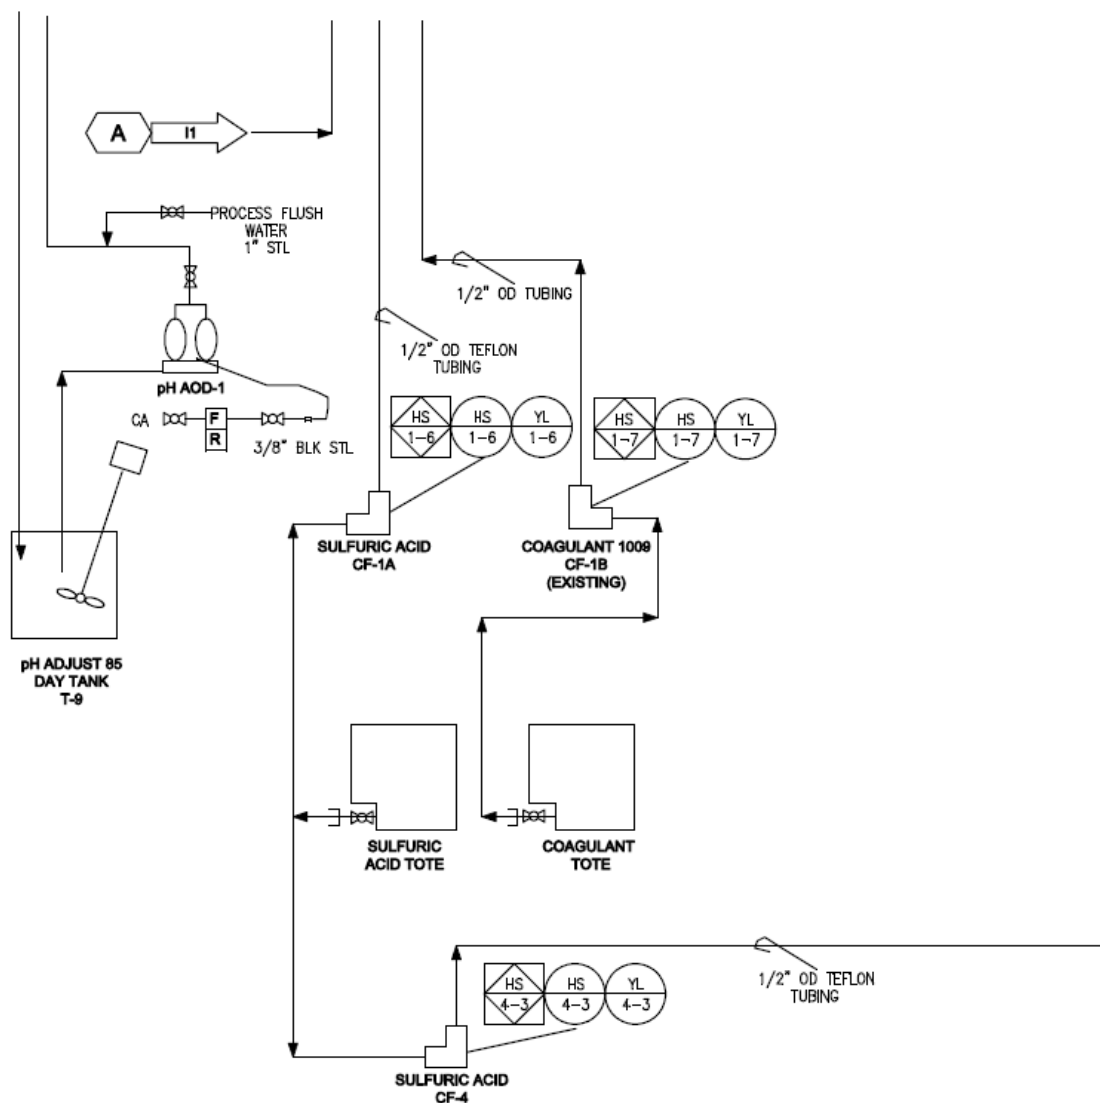 A
I1
PROCESS FLUSH
WATER
1" STL
1/2" OD TUBING
1/2" OD TEFLON
TUBING
pH AOD-1
CA
F
R
3/8" BLK STL
HS
1-6
HS
1-6
YL
1-6
HS
1-7
HS
1-7
YL
1-7
SULFURIC ACID
CF-1A
COAGULANT 1009
CF-1B
(EXISTING)
pH ADJUST 85
DAY TANK
T-9
SULFURIC
ACID TOTE
COAGULANT
TOTE
HS
4-3
HS
4-3
YL
4-3
1/2" OD TEFLON
TUBING
SULFURIC ACID
CF-4